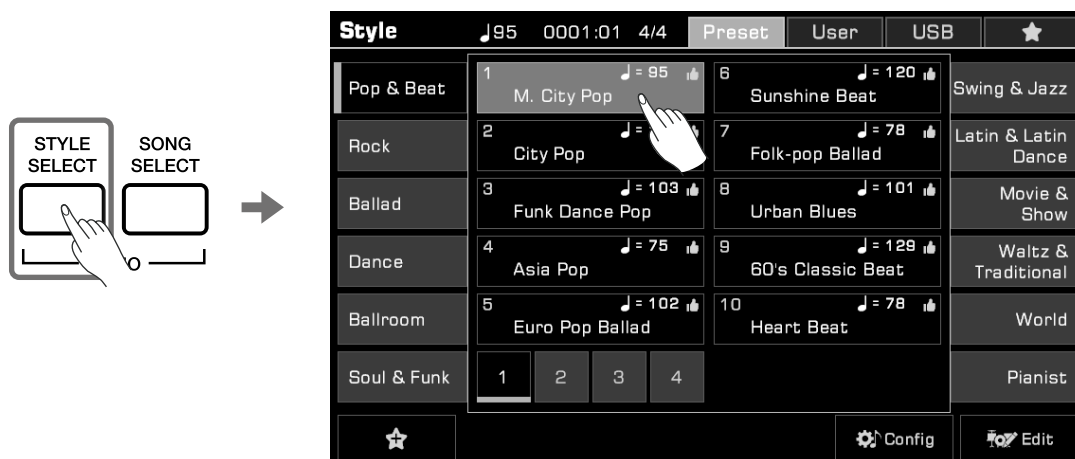 STYLE
SELECT
SONG
SELECT
Style
95 0001:01 4/4
Preset
User
USB
Pop & Beat
Rock
Ballad
Dance
Ballroom
Soul & Funk
1 = 95
M. City Pop
2 =
City Pop
3 = 103
Funk Dance Pop
4 = 75
Asia Pop
5 = 102
Euro Pop Ballad
6 = 120
Sunshine Beat
7 = 78
Folk-pop Ballad
8 = 101
Urban Blues
9 = 129
60's Classic Beat
10 = 78
Heart Beat
1 2 3 4
Swing & Jazz
Latin & Latin
Dance
Movie &
Show
Waltz &
Traditional
World
Pianist
Config
Edit